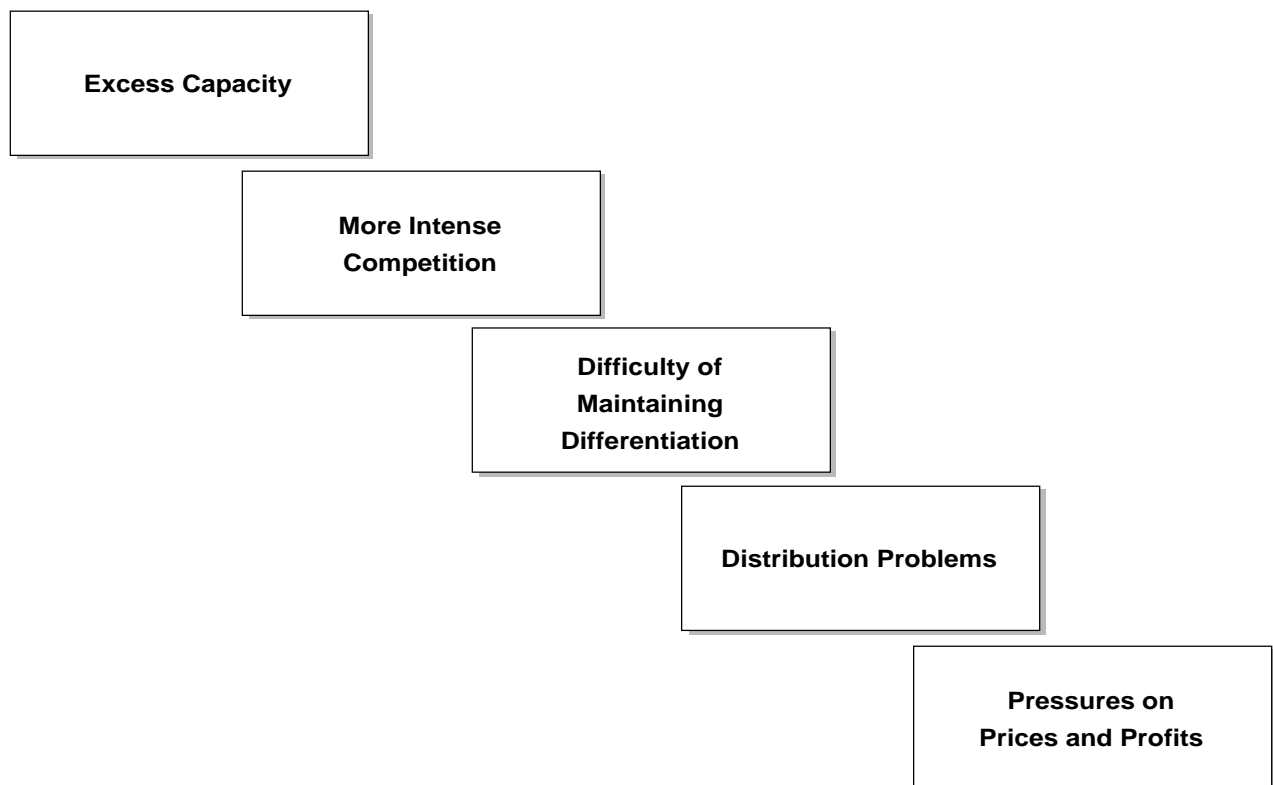 Excess Capacity
More Intense
Competition
Difficulty of
Maintaining
Differentiation
Distribution Problems
Pressures on
Prices and Profits